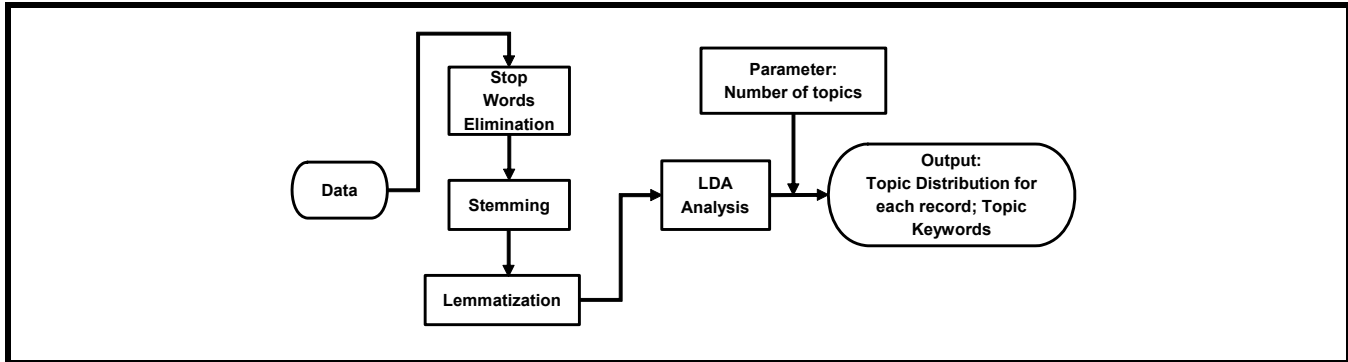 Data
Stop
Words
Elimination
Stemming
Lemmatization
LDA
Analysis
Parameter:
Number of topics
Output:
Topic Distribution for
each record; Topic
Keywords